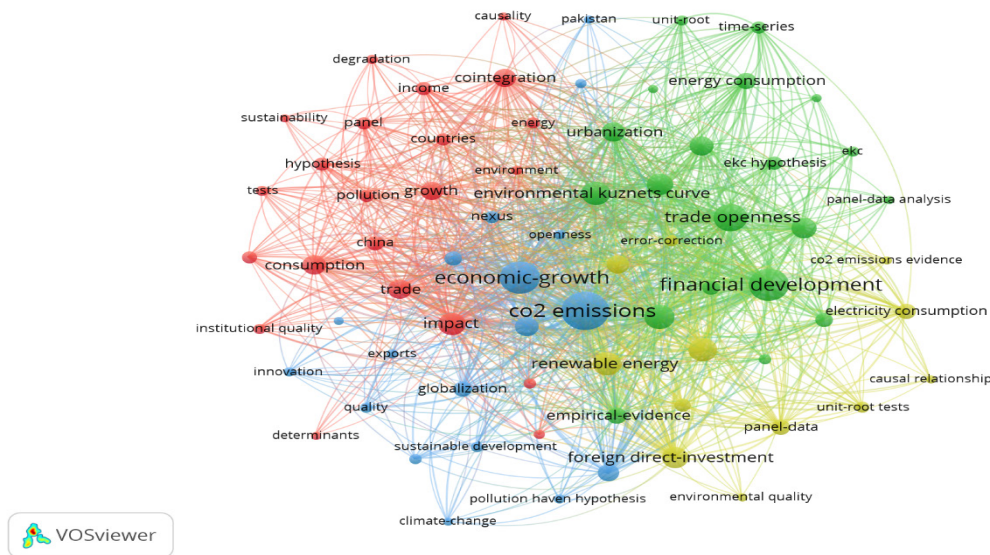 causality
pakistan
unit-root
time-series
degradation
income
cointegration
energy consumption
sustainability
panel
countries
energy
urbanization
hypothesis
environment
ekc hypothesis
ekc
tests
pollution
growth
environmental kuznets curve
panel-data analysis
nexus
trade openness
china
openness
error-correction
consumption
co2 emissions evidence
economic-growth
trade
financial development
institutional quality
impact
co2 emissions
electricity consumption
exports
innovation
globalization
renewable energy
causal relationship
quality
empirical-evidence
unit-root tests
determinants
sustainable development
panel-data
foreign direct-investment
pollution haven hypothesis
environmental quality
climate-change
VOSviewer